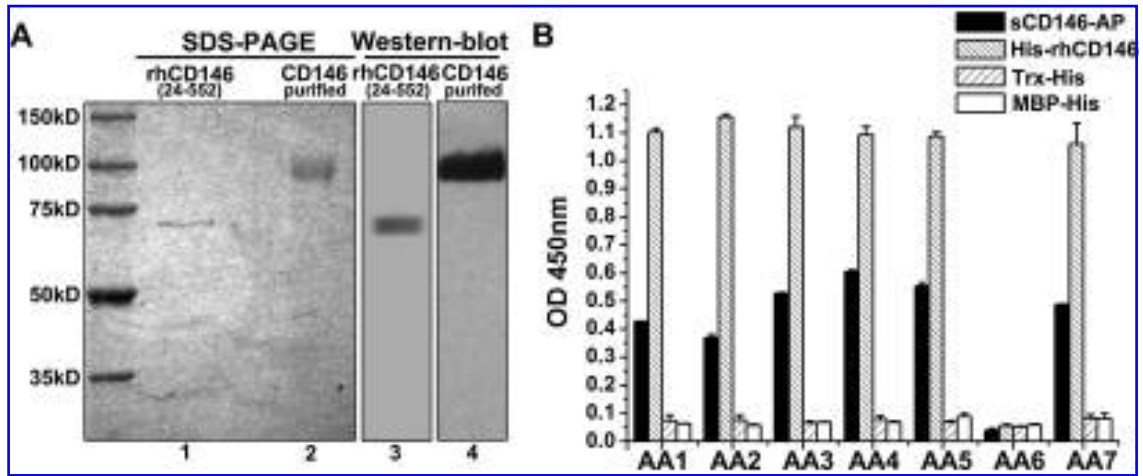 A
SDS-PAGE Western-blot
rhCD146 CD146 rhCD146 CD146
(24-552) purified (24-552) purifed
150kD
100kD
75kD
50kD
35kD
1 2 3 4
B
sCD146-AP
His-rhCD146
Trx-His
MBP-His
OD 450nm
1.2
1.1
1.0
0.9
0.8
0.7
0.6
0.5
0.4
0.3
0.2
0.1
0.0
AA1 AA2 AA3 AA4 AA5 AA6 AA7